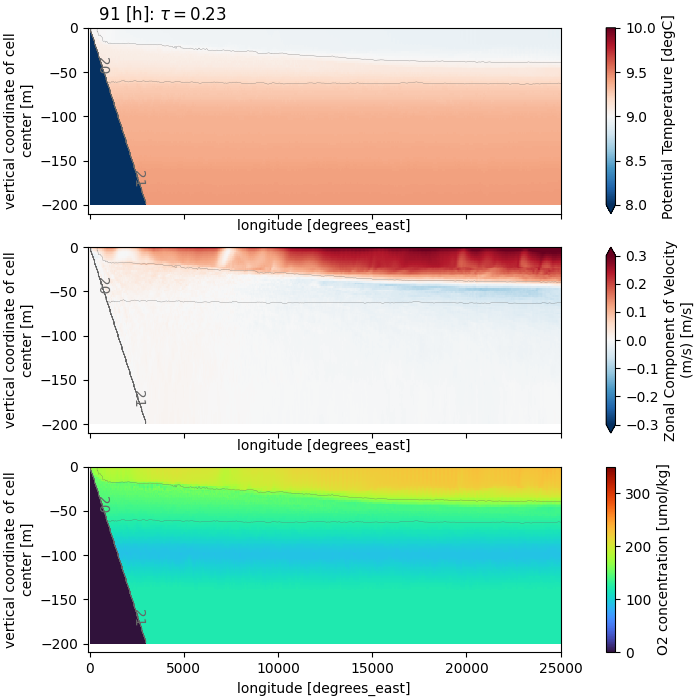 91 [h]: τ = 0.23
0
−50
−100
−150
−200
vertical coordinate of cell
center [m]
20
21
longitude [degrees_east]
10.0
9.5
9.0
8.5
8.0
Potential Temperature [degC]
0
−50
−100
−150
−200
vertical coordinate of cell
center [m]
20
21
longitude [degrees_east]
0.3
0.2
0.1
0.0
−0.1
−0.2
−0.3
Zonal Component of Velocity
(m/s) [m/s]
0
−50
−100
−150
−200
vertical coordinate of cell
center [m]
20
21
0 5000 10000 15000 20000 25000
longitude [degrees_east]
300
200
100
0
O2 concentration [umol/kg]